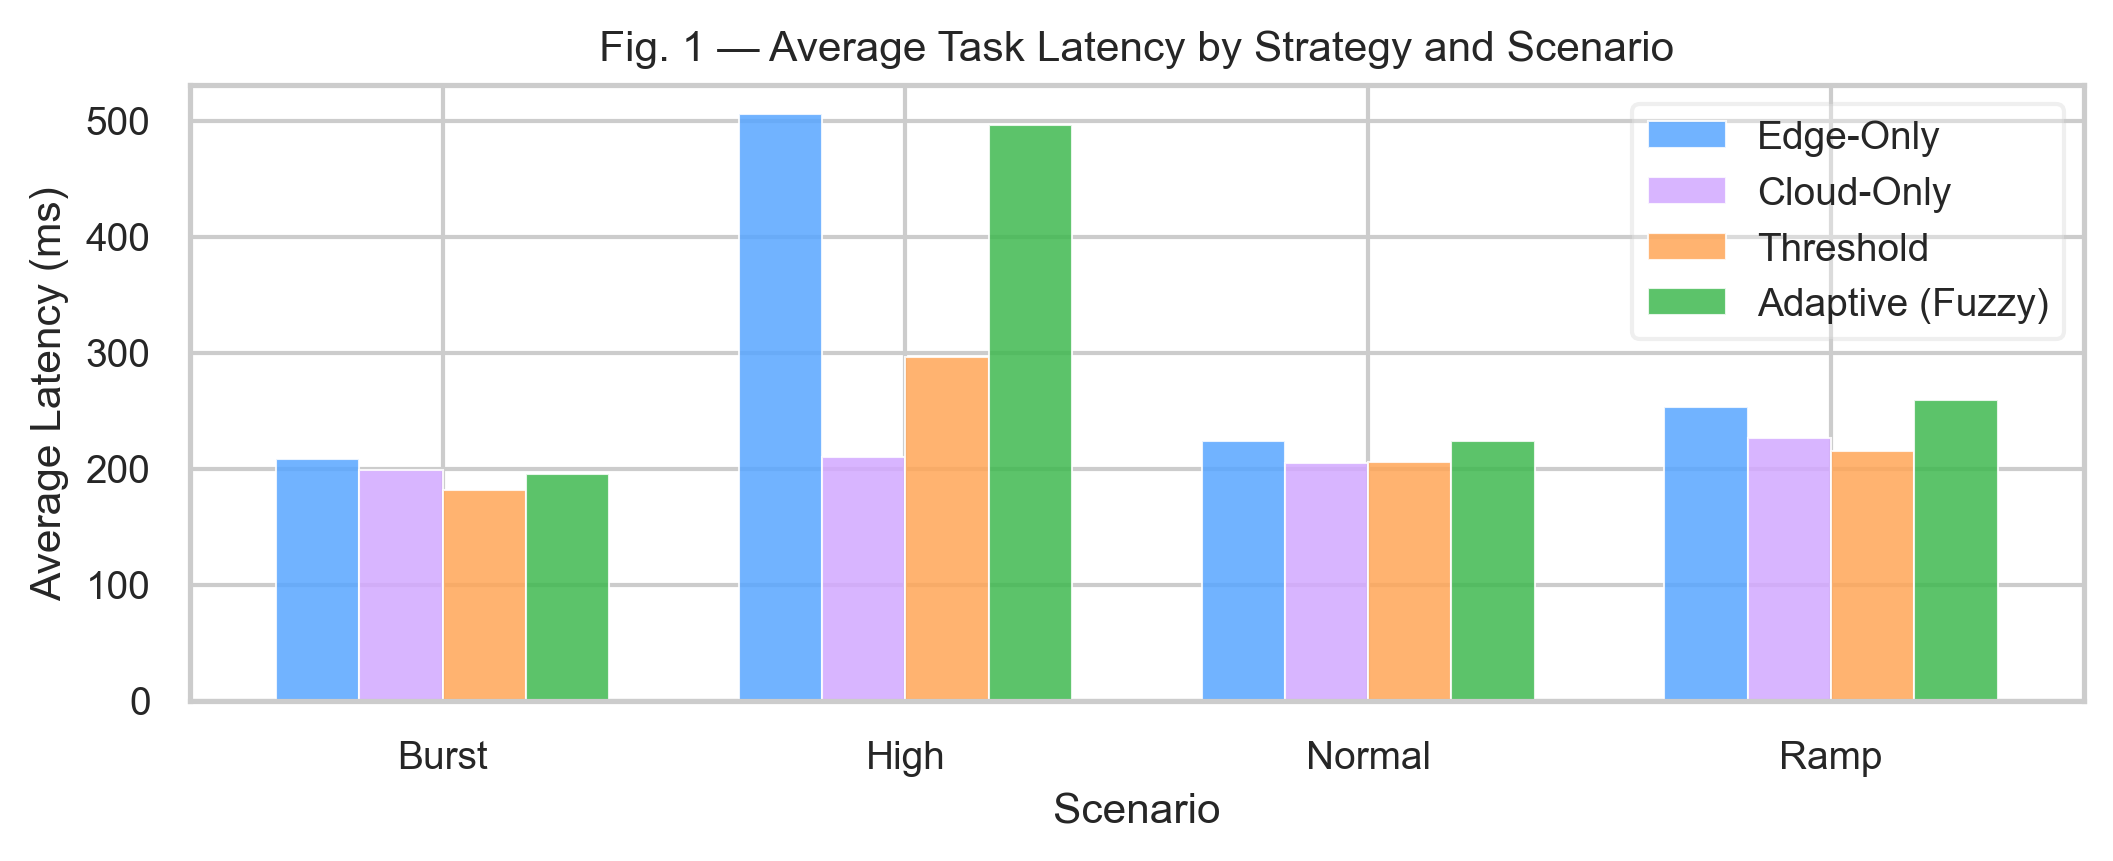 Fig. 1 — Average Task Latency by Strategy and Scenario
Average Latency (ms)
500
400
300
200
100
0
Edge-Only
Cloud-Only
Threshold
Adaptive (Fuzzy)
Burst
High
Normal
Ramp
Scenario